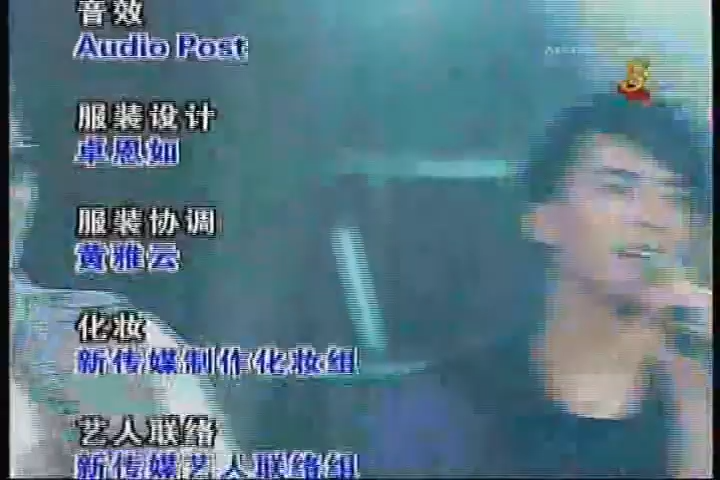 音效
Audio Post
服装设计
卓恩如
服装协调
黄雅云
化妆
新传媒制作化妆组
艺人联络
新传媒艺人联络组